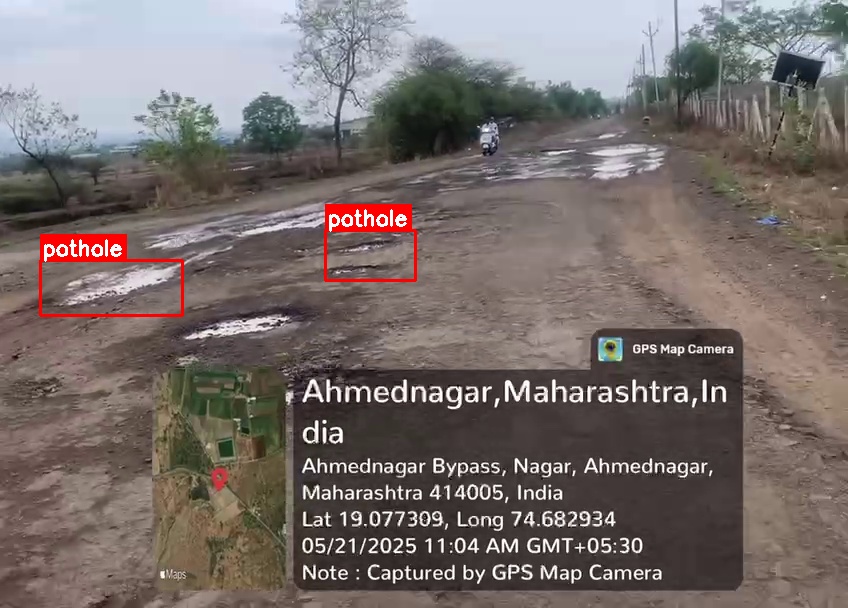 pothole
pothole
GPS Map Camera
Ahmednagar,Maharashtra,In
dia
Ahmednagar Bypass, Nagar, Ahmednagar,
Maharashtra 414005, India
Lat 19.077309, Long 74.682934
05/21/2025 11:04 AM GMT+05:30
Note : Captured by GPS Map Camera
Maps